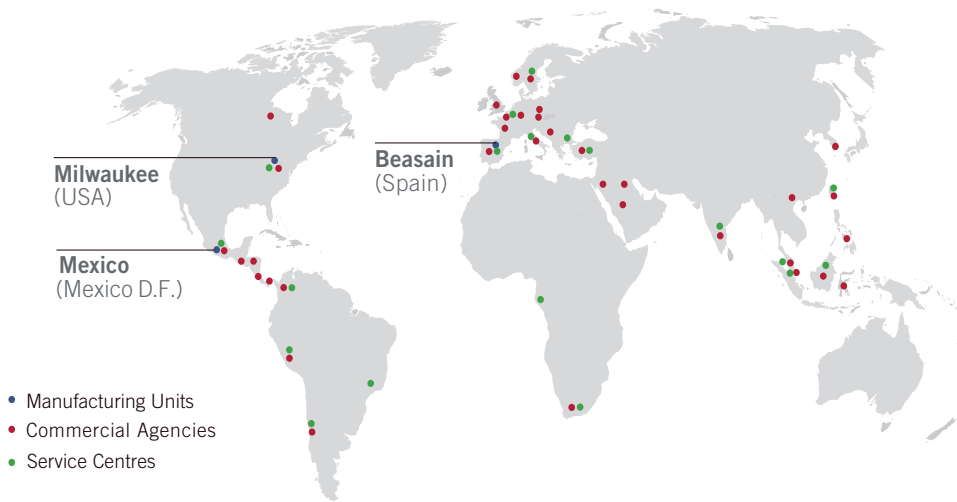 Milwaukee
(USA)
Beasain
(Spain)
Mexico
(Mexico D.F.)
Manufacturing Units
Commercial Agencies
Service Centres